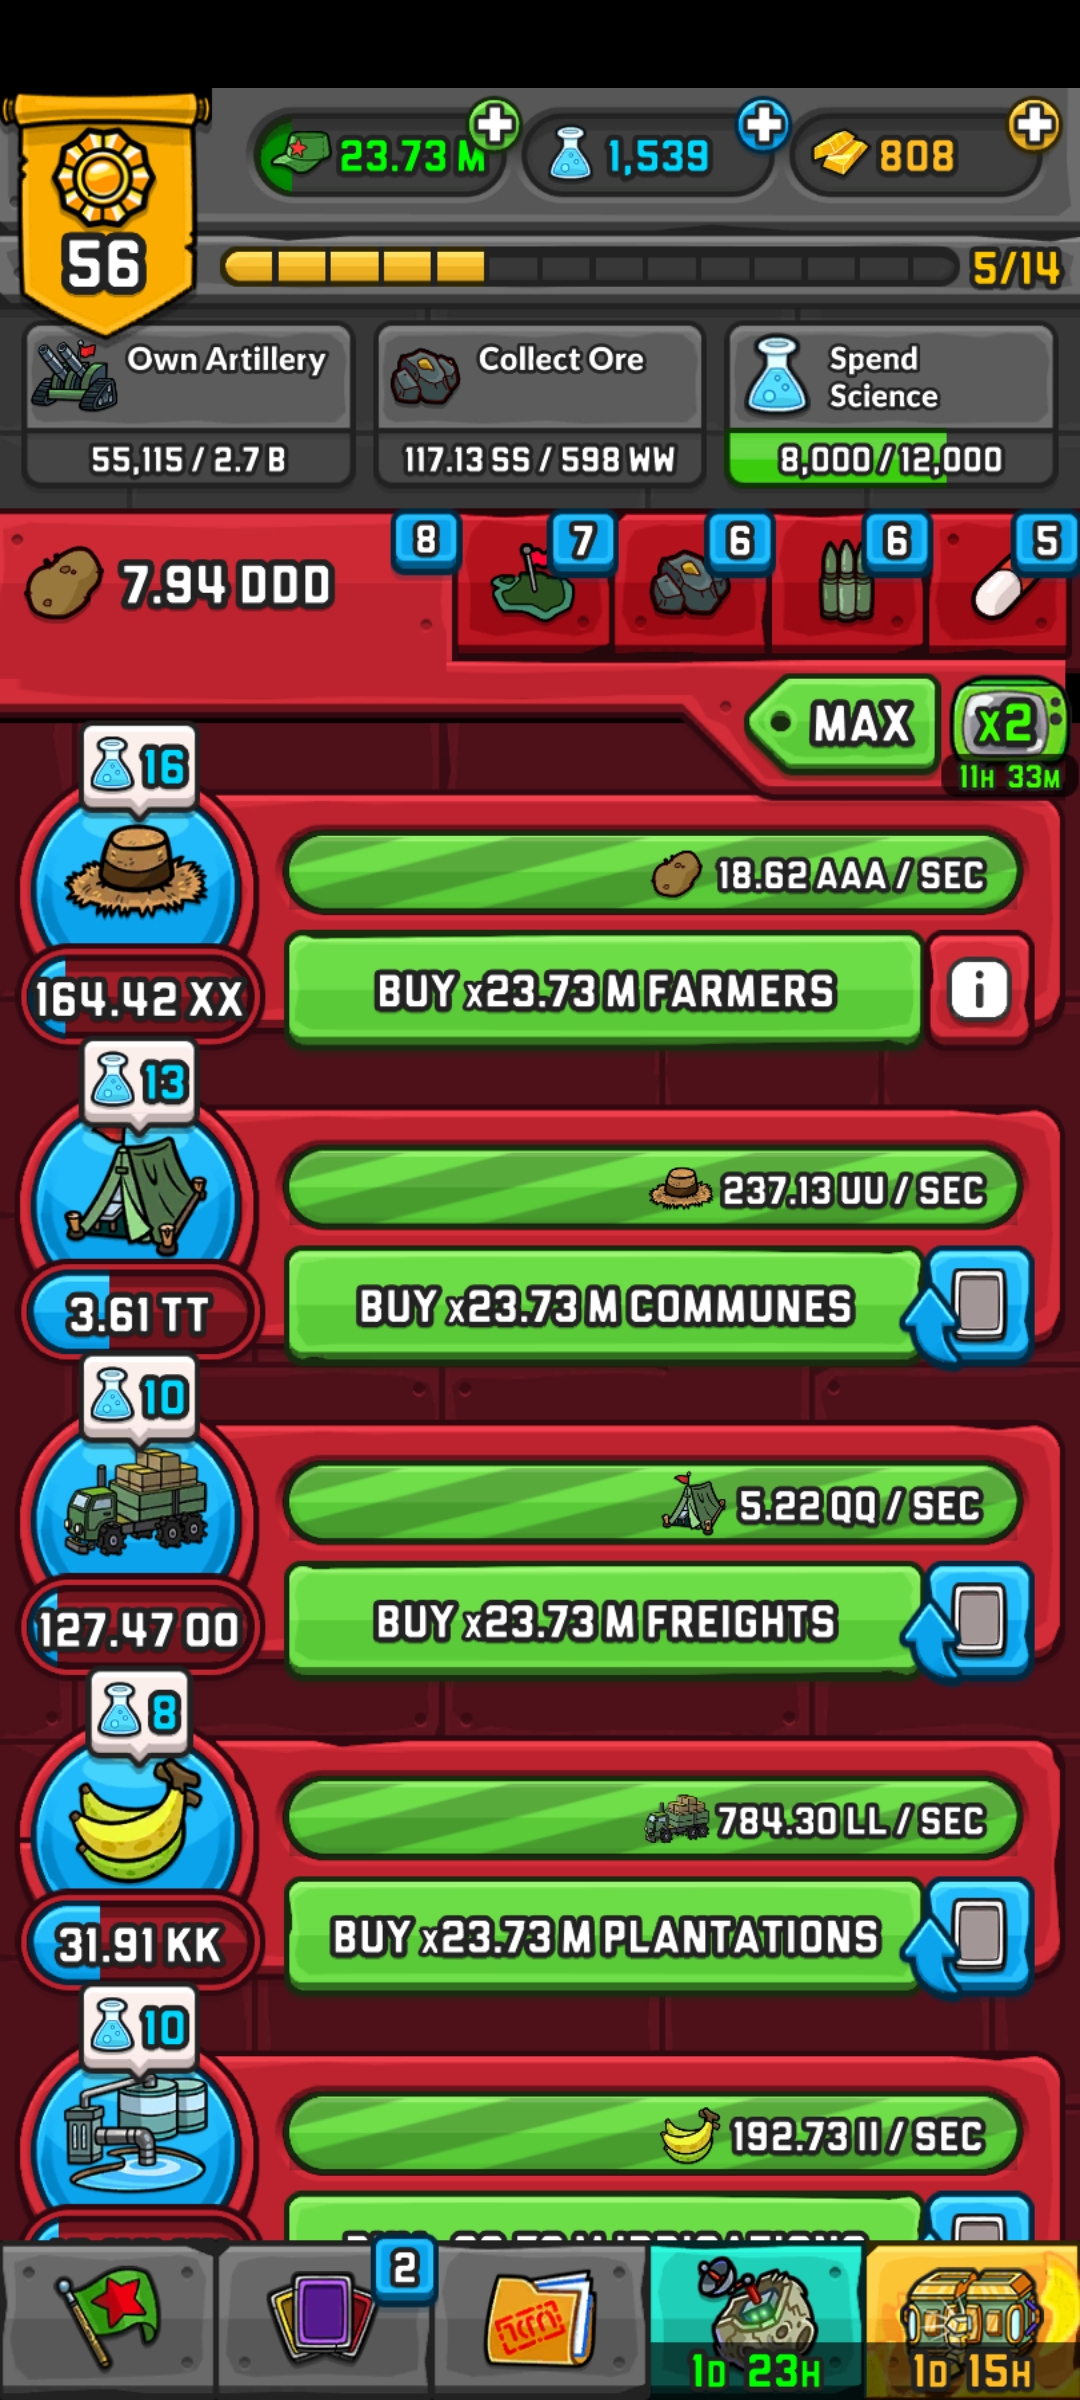 23.73 M
1,539
808
56
5/14
Own Artillery
55,115 / 2.7 B
Collect Ore
117.13 SS / 598 WW
Spend
Science
8,000 / 12,000
7.94 DDD
8
7
6
6
5
MAX
x2
11H 33M
16
18.62 AAA / SEC
164.42 XX
BUY x23.73 M FARMERS
i
13
237.13 UU / SEC
3.61 TT
BUY x23.73 M COMMUNES
10
5.22 QQ / SEC
127.47 OO
BUY x23.73 M FREIGHTS
8
784.30 LL / SEC
31.91 KK
BUY x23.73 M PLANTATIONS
10
192.73 II / SEC
2
1D 23H
1D 15H